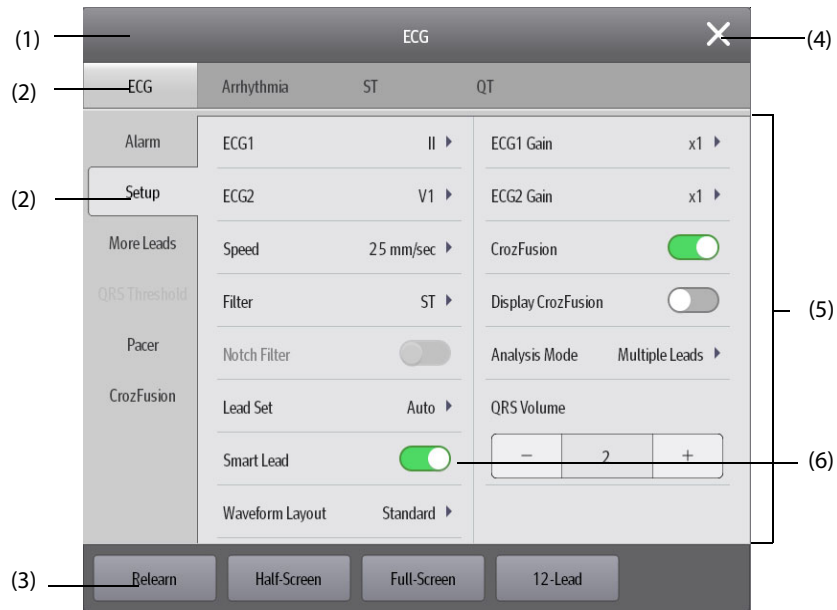 (1) ECG (4)
(2) ECG Arrhythmia ST QT
Alarm ECG1 II ECG1 Gain x1
(2) Setup ECG2 V1 ECG2 Gain x1
More Leads Speed 25 mm/sec CrozFusion
QRS Threshold Filter ST Display CrozFusion (5)
Pacer Notch Filter Analysis Mode Multiple Leads
CrozFusion Lead Set Auto QRS Volume
Smart Lead − 2 + (6)
Waveform Layout Standard
(3) Relearn Half-Screen Full-Screen 12-Lead